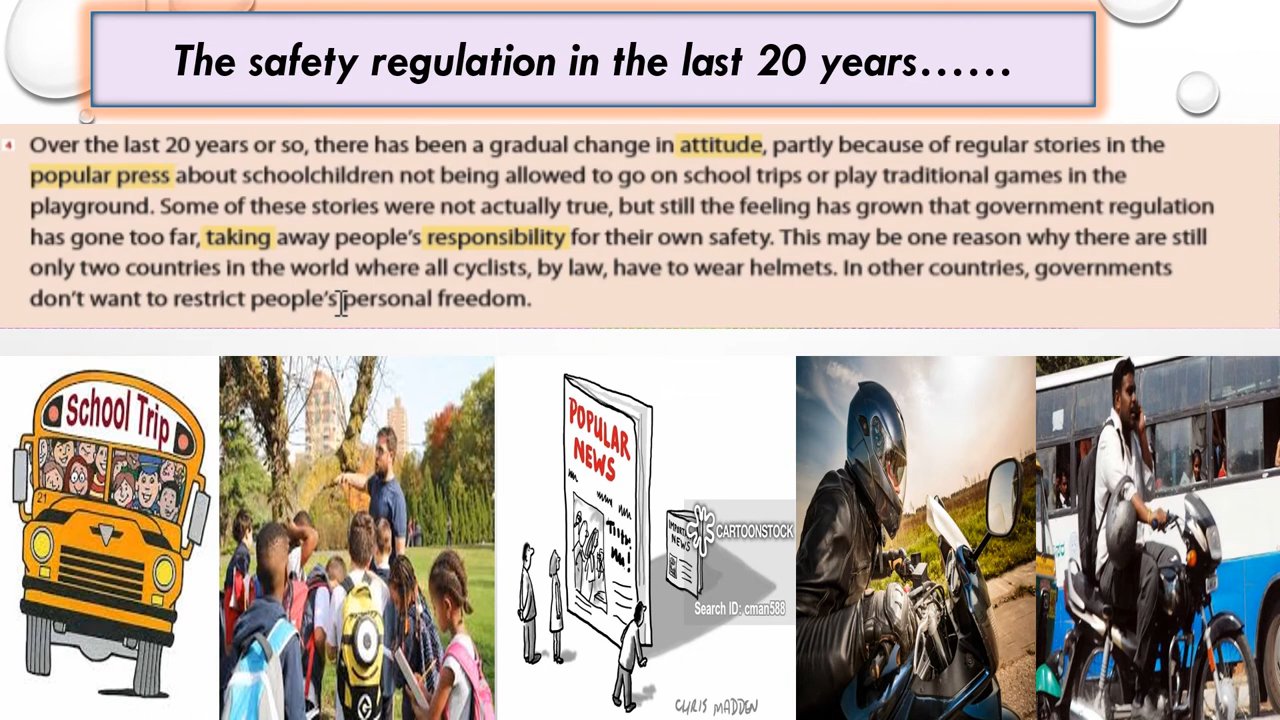 The safety regulation in the last 20 years......
4 Over the last 20 years or so, there has been a gradual change in attitude, partly because of regular stories in the
popular press about schoolchildren not being allowed to go on school trips or play traditional games in the
playground. Some of these stories were not actually true, but still the feeling has grown that government regulation
has gone too far, taking away people's responsibility for their own safety. This may be one reason why there are still
only two countries in the world where all cyclists, by law, have to wear helmets. In other countries, governments
don't want to restrict people's personal freedom.
School Trip
21
POPULAR
NEWS
NEWS
CARTOONSTOCK
Search ID: cman588
CHRIS MADDEN